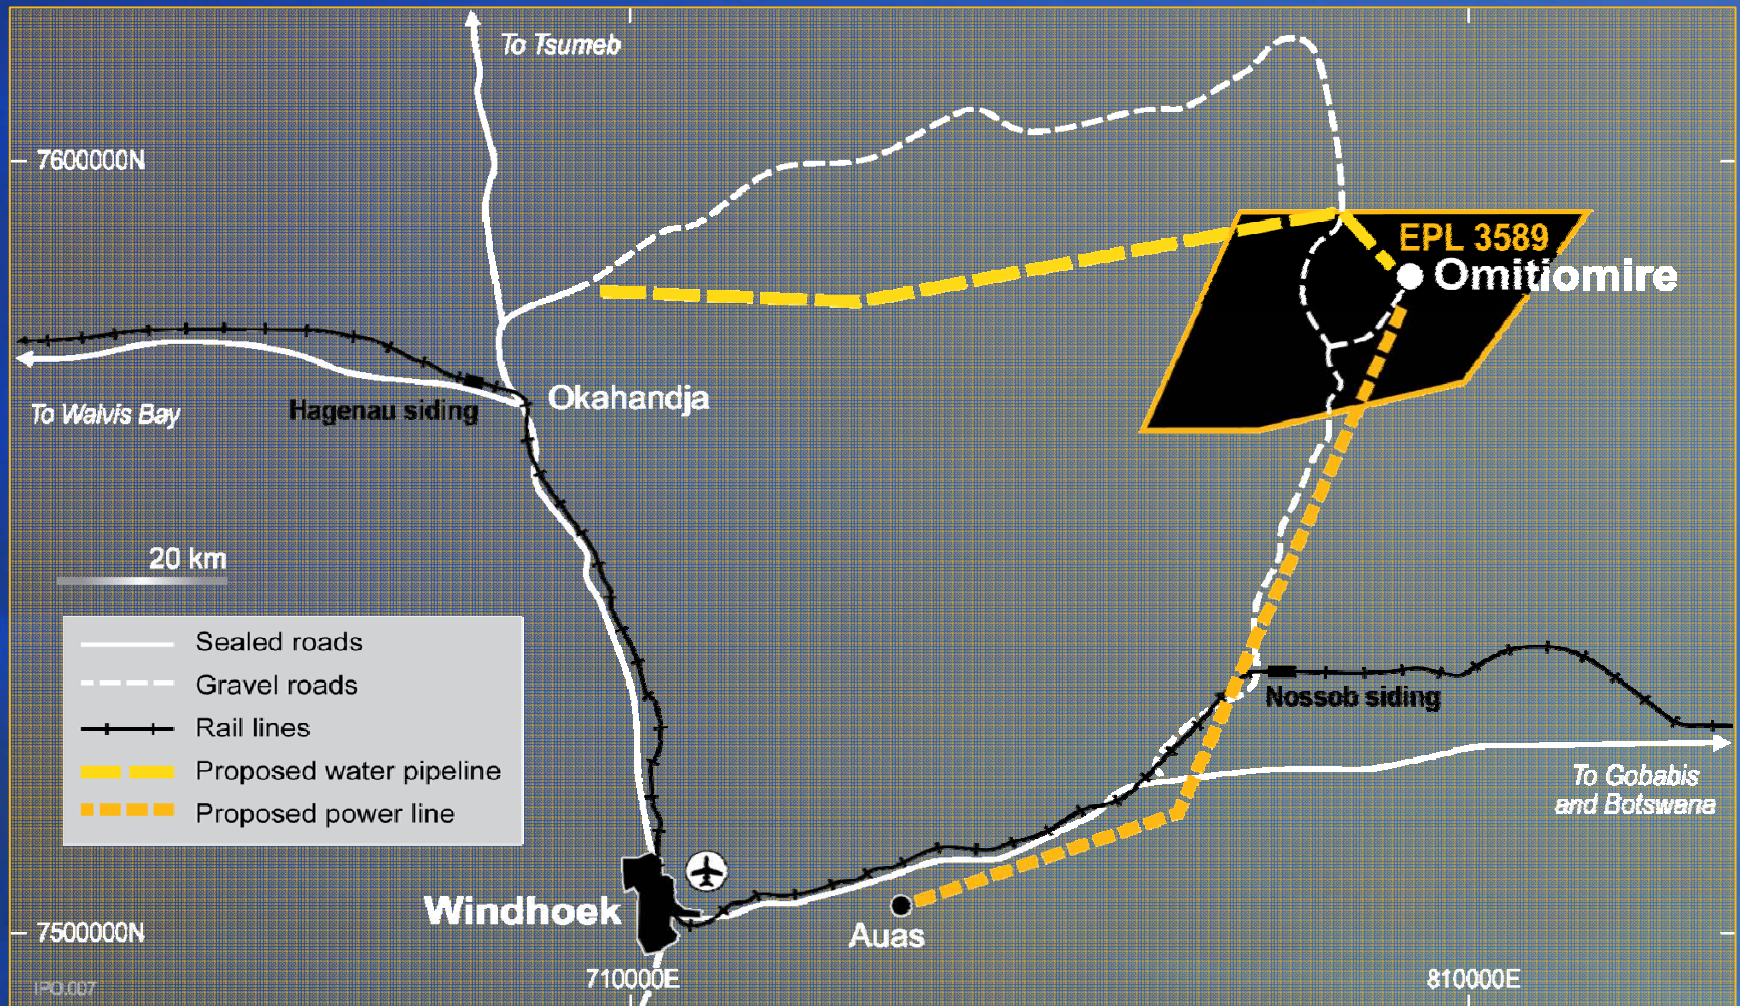 To Tsumeb
7600000N
EPL 3589
Omitiomire
Okahandja
To Walvis Bay
Hagenau siding
20 km
Sealed roads
Gravel roads
Rail lines
Proposed water pipeline
Proposed power line
Nossob siding
To Gobabis
and Botswana
Windhoek
Auas
7500000N
710000E
810000E
IPO.007